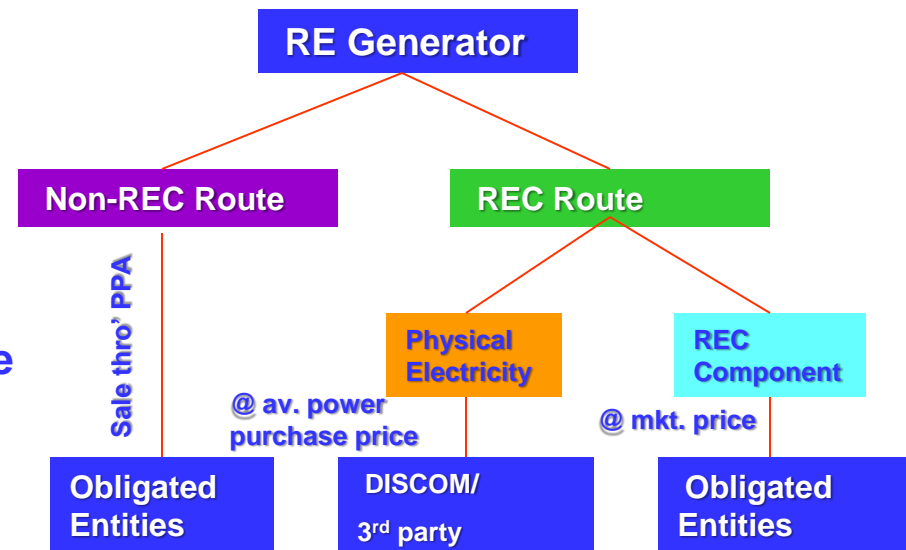 RE Generator
Non-REC Route
REC Route
Sale thro' PPA
Physical
Electricity
REC
Component
e
@ av. power
purchase price
@ mkt. price
Obligated
Entities
DISCOM/
3rd party
Obligated
Entities